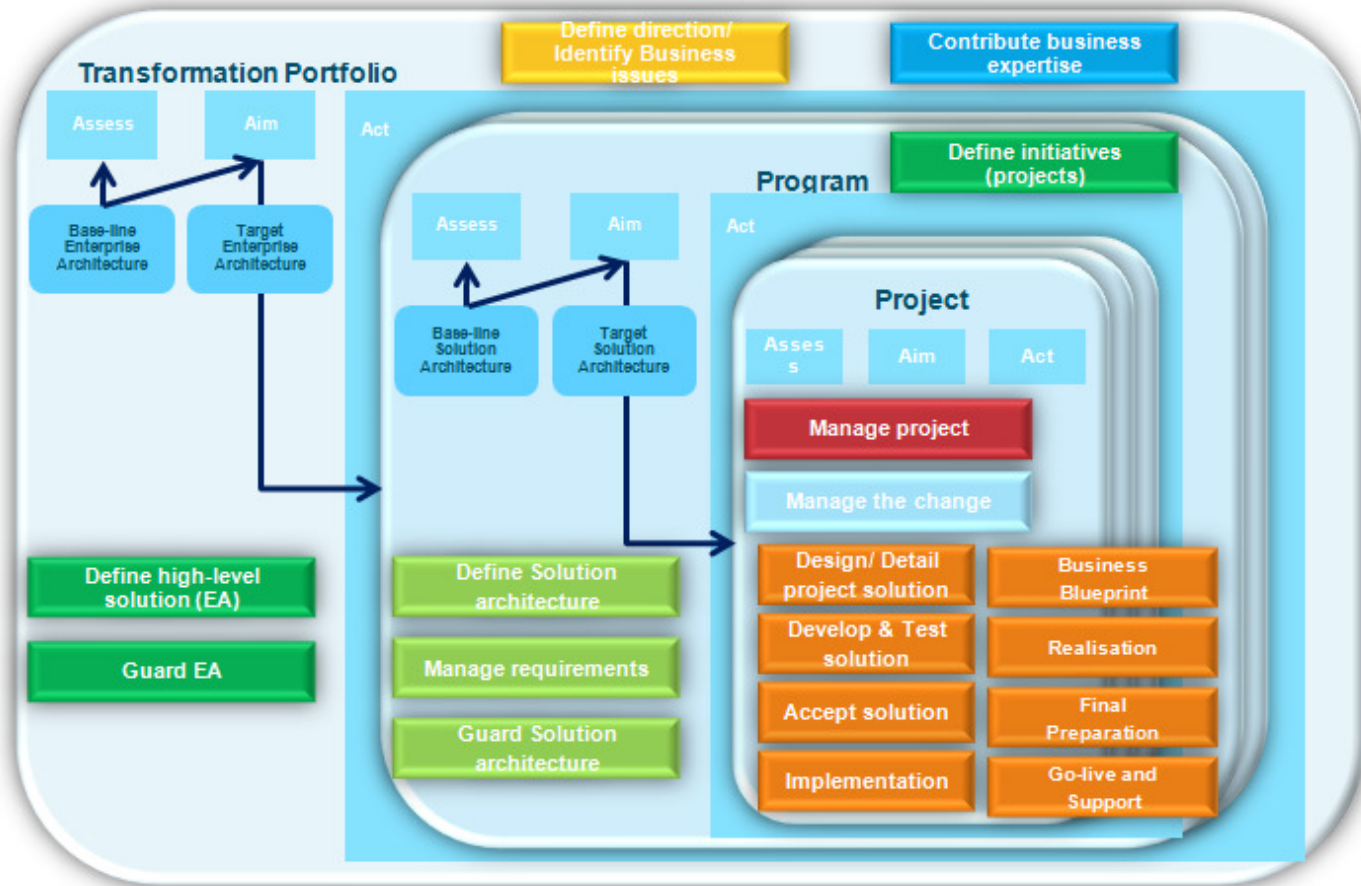 Define direction/
Identify Business
issues
Contribute business
expertise
Transformation Portfolio
Assess
Aim
Act
Define initiatives
(projects)
Program
Base-line
Enterprise
Architecture
Target
Enterprise
Architecture
Assess
Aim
Act
Project
Base-line
Solution
Architecture
Target
Solution
Architecture
Asses
s
Aim
Act
Manage project
Manage the change
Define high-level
solution (EA)
Guard EA
Define Solution
architecture
Manage requirements
Guard Solution
architecture
Design/ Detail
project solution
Develop & Test
solution
Accept solution
Implementation
Business
Blueprint
Realisation
Final
Preparation
Go-live and
Support